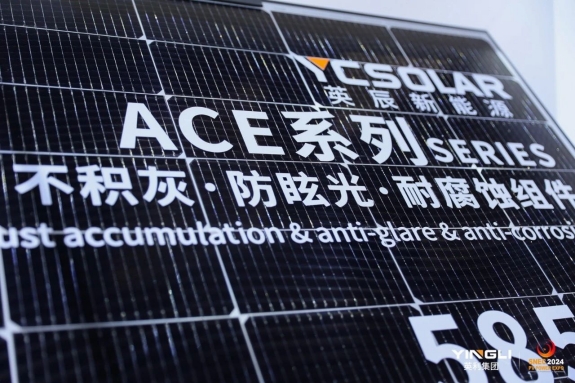 YCSOLAR
英辰新能源
ACE系列SERIES
不积灰·防眩光·耐腐蚀组件
ust accumulation & anti-glare & anti-corrosi
585
YINGLI
英利集团
2024